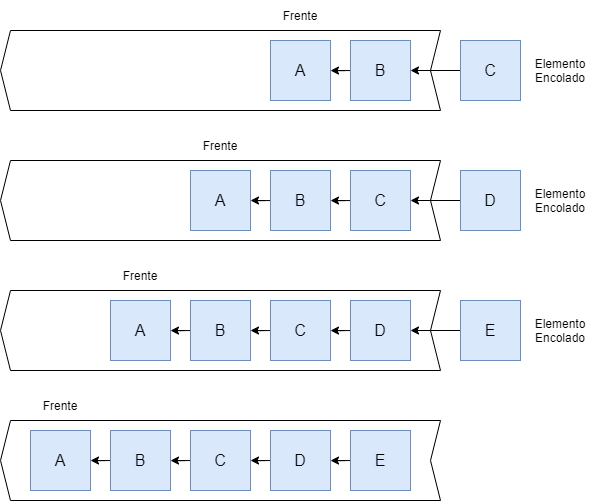 Frente
A B C Elemento
Encolado
Frente
A B C D Elemento
Encolado
Frente
A B C D E Elemento
Encolado
Frente
A B C D E